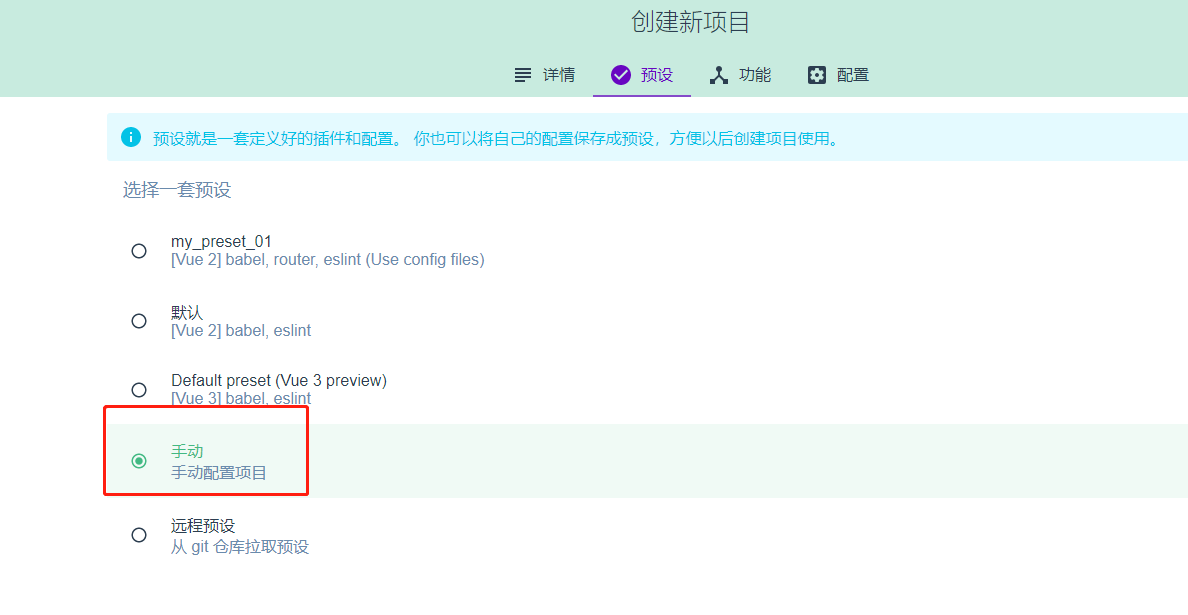 创建新项目
详情 预设 功能 配置
预设就是一套定义好的插件和配置。 你也可以将自己的配置保存成预设，方便以后创建项目使用。
选择一套预设
my_preset_01
[Vue 2] babel, router, eslint (Use config files)
默认
[Vue 2] babel, eslint
Default preset (Vue 3 preview)
[Vue 3] babel, eslint
手动
手动配置项目
远程预设
从 git 仓库拉取预设